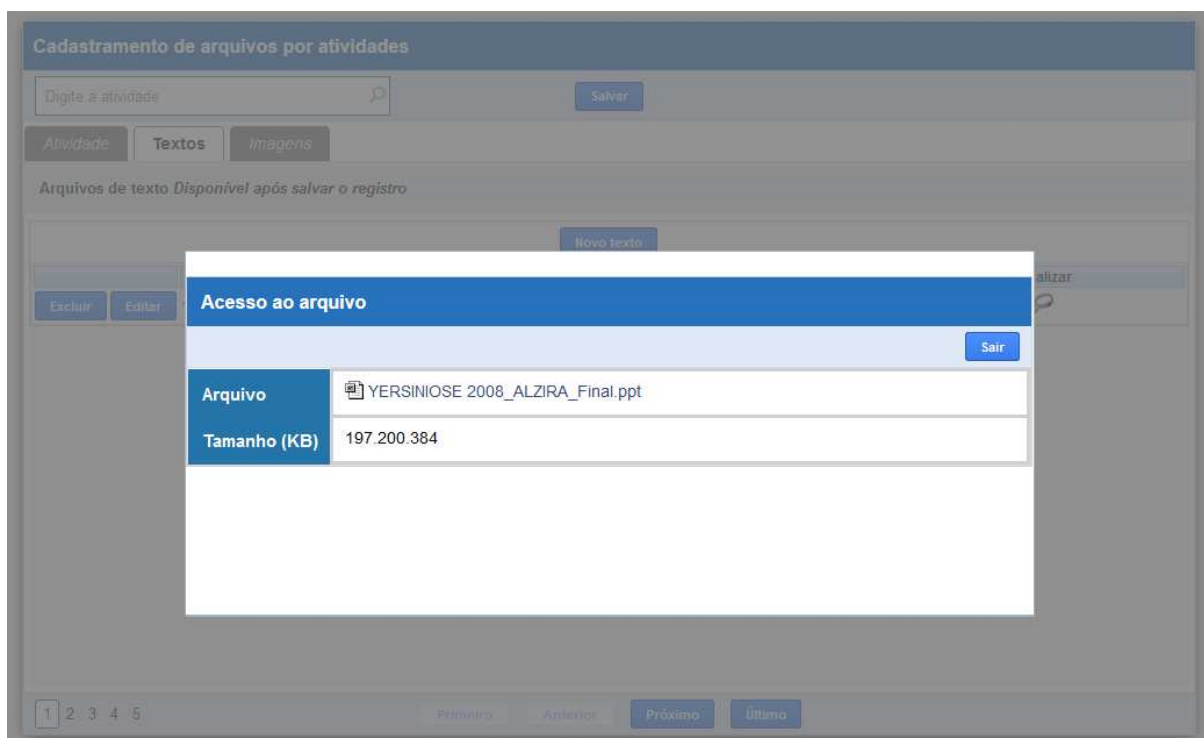 Cadastramento de arquivos por atividades
Digite a atividade Salvar
Atividade Textos Imagens
Arquivos de texto Disponível após salvar o registro
Novo texto
alizar
Excluir Editar
Acesso ao arquivo
Sair
Arquivo YERSINIOSE 2008_ALZIRA_Final.ppt
Tamanho (KB) 197.200.384
1 2 3 4 5 Primeiro Anterior Próximo Último